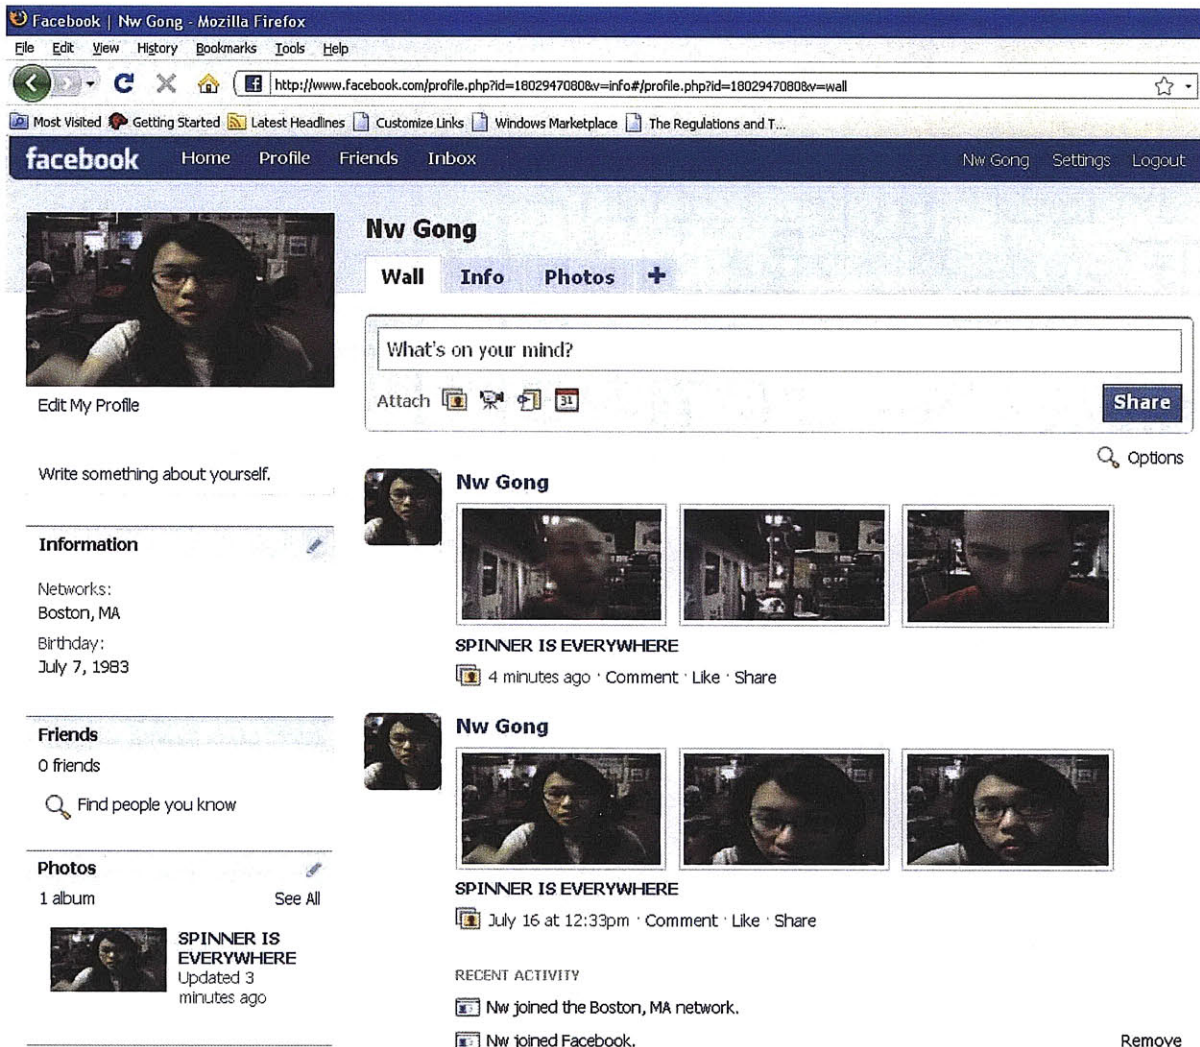 Facebook | Nw Gong - Mozilla Firefox
File Edit View History Bookmarks Tools Help
http://www.facebook.com/profile.php?id=1802947080&v=info#/profile.php?id=1802947080&v=wall
Most Visited Getting Started Latest Headlines Customize Links Windows Marketplace The Regulations and T...
facebook Home Profile Friends Inbox Nw Gong Settings Logout
Nw Gong
Wall Info Photos +
What's on your mind?
Attach 31 Share
Edit My Profile
Options
Write something about yourself.
Information
Networks:
Boston, MA
Birthday:
July 7, 1983
Friends
0 friends
Find people you know
Photos
1 album See All
SPINNER IS
EVERYWHERE
Updated 3
minutes ago
Nw Gong
SPINNER IS EVERYWHERE
4 minutes ago · Comment · Like · Share
Nw Gong
SPINNER IS EVERYWHERE
July 16 at 12:33pm · Comment · Like · Share
RECENT ACTIVITY
Nw joined the Boston, MA network.
Nw joined Facebook. Remove